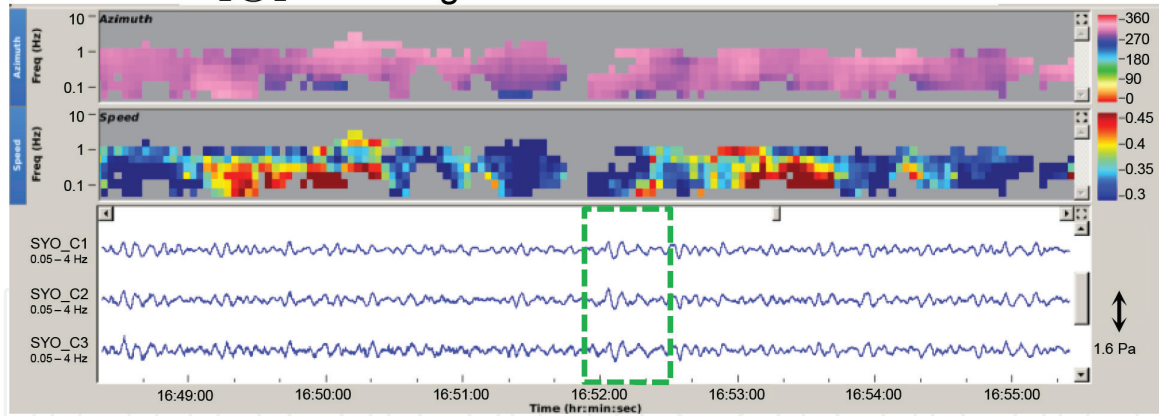 Azimuth
Azimuth
Freq (Hz)
10
1
0.1
360
270
180
90
0
Speed
Speed
Freq (Hz)
10
1
0.1
0.45
0.4
0.35
0.3
SYO_C1
0.05 – 4 Hz
SYO_C2
0.05 – 4 Hz
SYO_C3
0.05 – 4 Hz
1.6 Pa
16:49:00 16:50:00 16:51:00 16:52:00 16:53:00 16:54:00 16:55:00
Time (hr:min:sec)